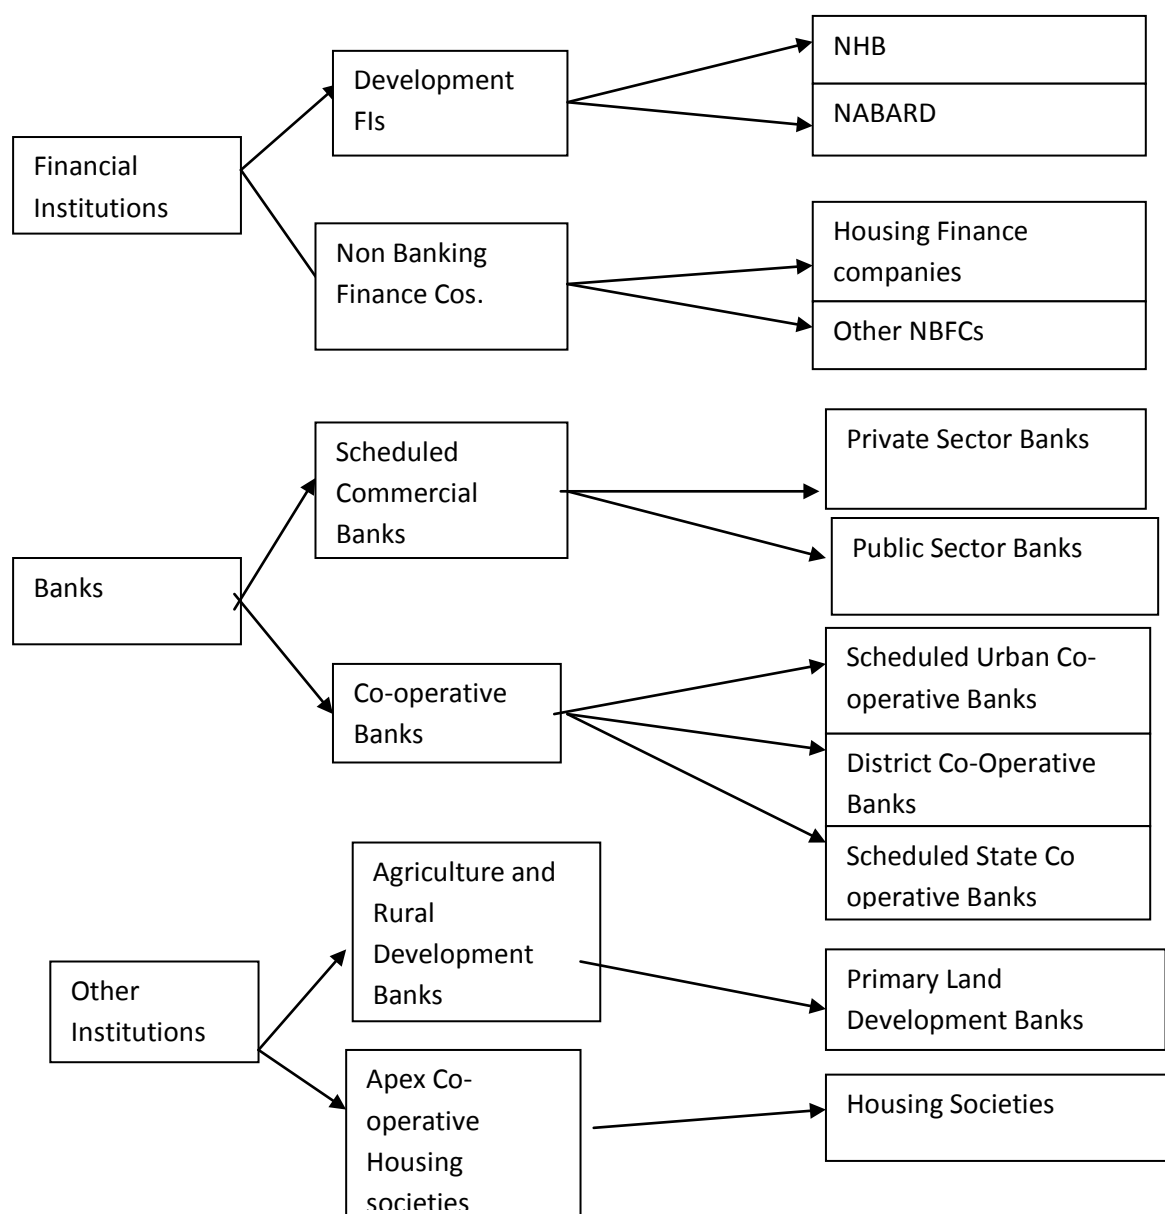 Financial
Institutions
Development
FIs
NHB
NABARD
Non Banking
Finance Cos.
Housing Finance
companies
Other NBFCs
Banks
Scheduled
Commercial
Banks
Private Sector Banks
Public Sector Banks
Co-operative
Banks
Scheduled Urban Co-
operative Banks
District Co-Operative
Banks
Scheduled State Co
operative Banks
Other
Institutions
Agriculture and
Rural
Development
Banks
Primary Land
Development Banks
Apex Co-
operative
Housing
societies
Housing Societies